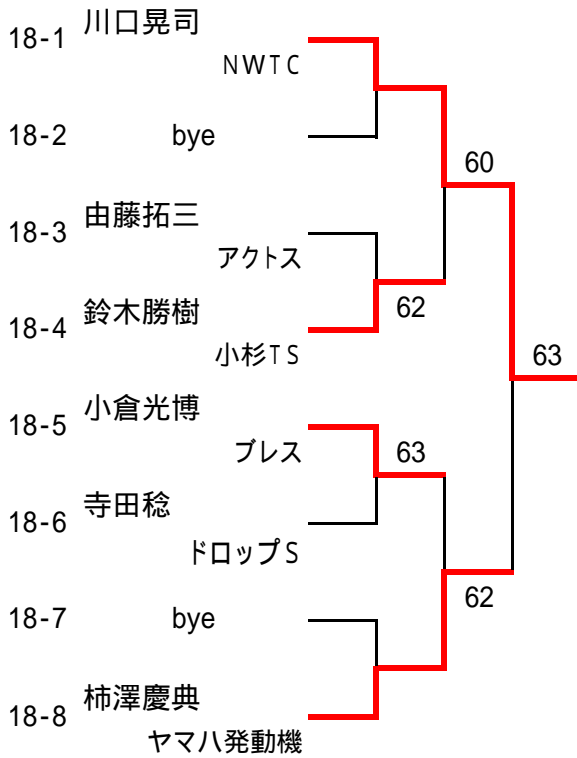 川口晃司
18-1
NWTC
18-2 bye
60
由藤拓三
18-3
アクトス
鈴木勝樹
18-4
62
小杉TS
63
小倉光博
18-5
ブレス
63
寺田稔
18-6
ドロップS
18-7 bye
62
柿澤慶典
18-8
ヤマハ発動機